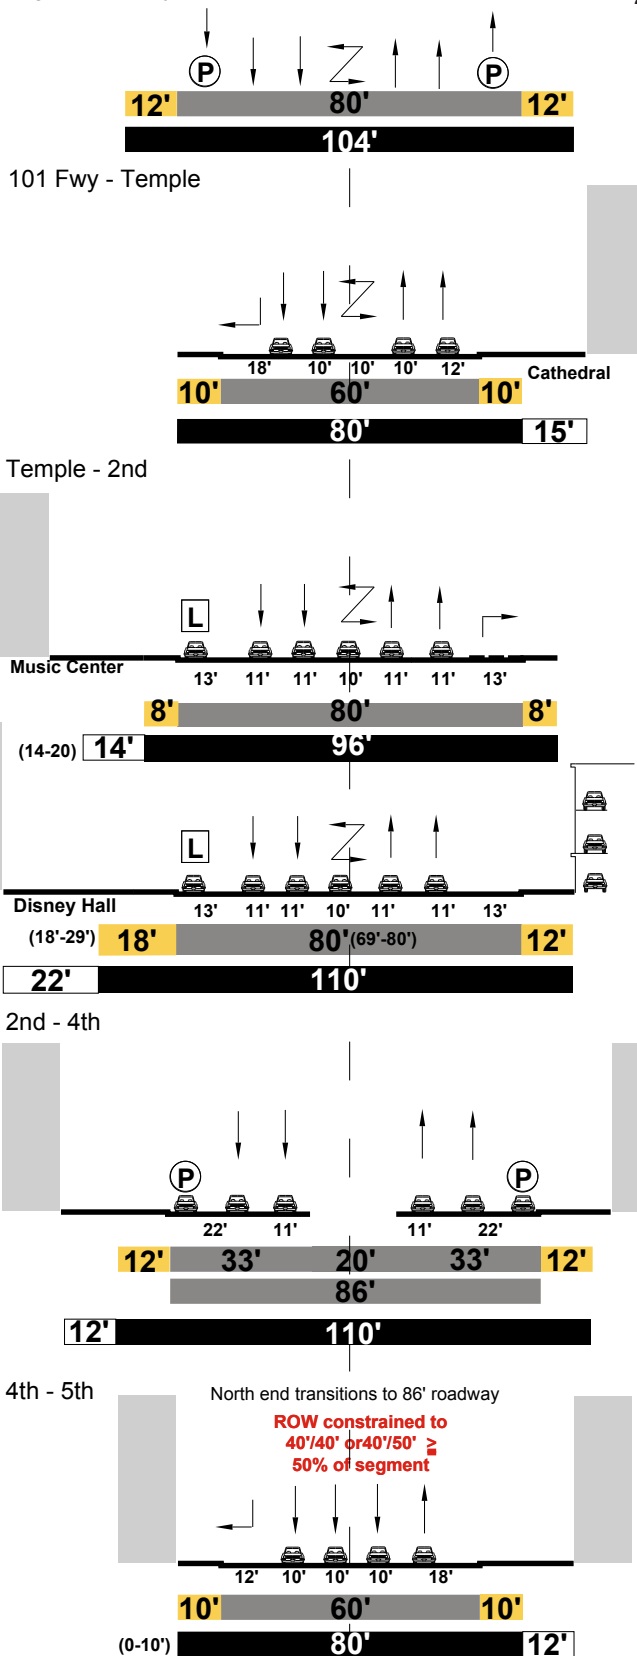 P P
12' 80' 12'
104'
101 Fwy - Temple
18' 10' 10' 10' 12'
Cathedral
10' 60' 10'
80' 15'
Temple - 2nd
L
Music Center
13' 11' 11' 10' 11' 11' 13'
8' 80' 8'
(14-20) 14' 96'
L
Disney Hall
13' 11' 11' 10' 11' 11' 13'
(18'-29') 18' 80' (69'-80') 12'
22' 110'
2nd - 4th
P P
22' 11' 11' 22'
12' 33' 20' 33' 12'
86'
12' 110'
4th - 5th
North end transitions to 86' roadway
ROW constrained to
40'/40' or40'/50' ≥
50% of segment
12' 10' 10' 10' 18'
10' 60' 10'
(0-10') 80' 12'